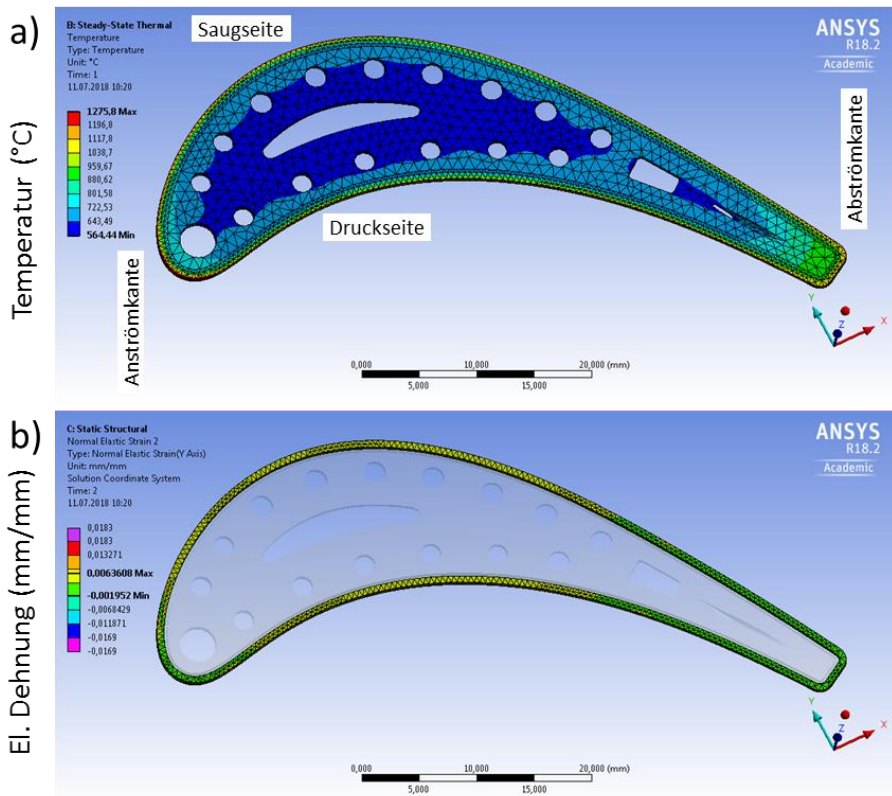 a)
Temperatur (°C)
B: Steady-State Thermal
Temperature
Type: Temperature
Unit: °C
Time: 1
11.07.2018 10:20
Saugseite
ANSYS
R18.2
Academic
1275,8 Max
1196,8
1117,8
1038,7
959,67
880,62
801,58
722,53
643,49
564,44 Min
Anströmkante
Druckseite
Abströmkante
Y
Z
X
0,000 10,000 20,000 (mm)
5,000 15,000
b)
El. Dehnung (mm/mm)
C: Static Structural
Normal Elastic Strain 2
Type: Normal Elastic Strain(Y Axis)
Unit: mm/mm
Solution Coordinate System
Time: 2
11.07.2018 10:20
ANSYS
R18.2
Academic
0,0183
0,0183
0,013271
0,0063608 Max
-0,001952 Min
-0,0068429
-0,011871
-0,0169
-0,0169
Y
Z
X
0,000 10,000 20,000 (mm)
5,000 15,000